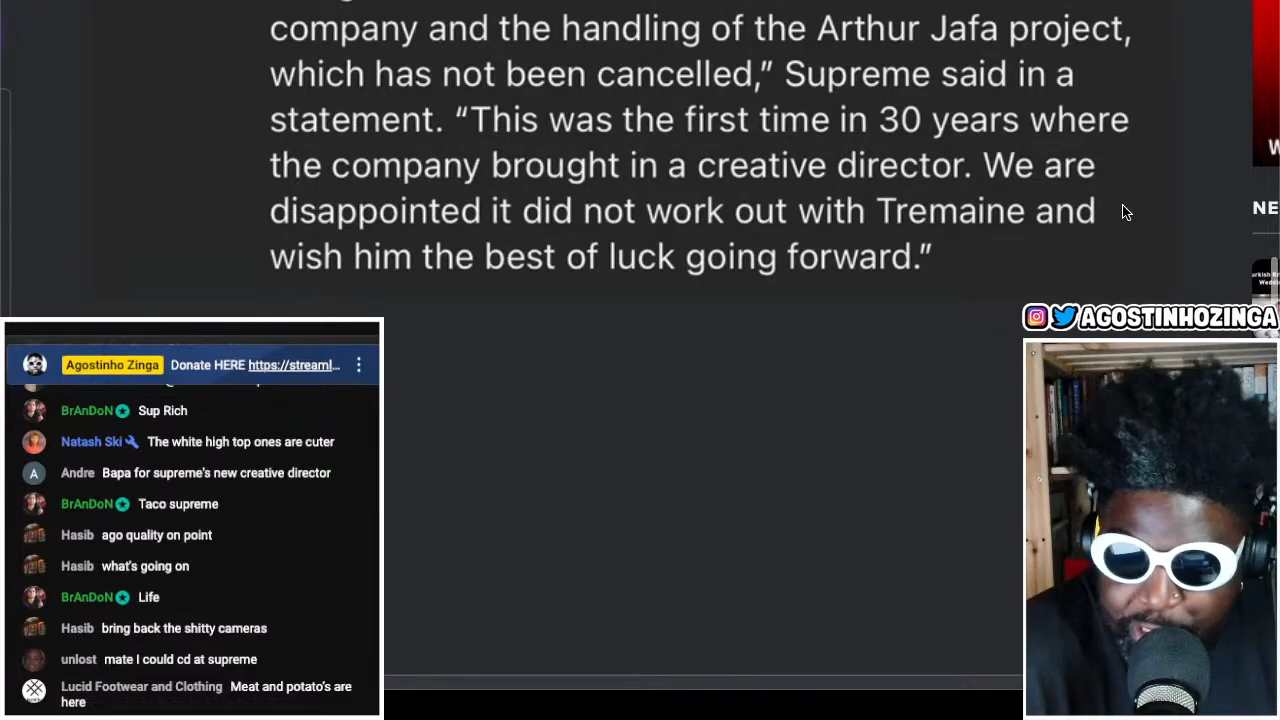 company and the handling of the Arthur Jafa project,
which has not been cancelled,” Supreme said in a
statement. “This was the first time in 30 years where
the company brought in a creative director. We are
disappointed it did not work out with Tremaine and
wish him the best of luck going forward.”
W
NE
AGOSTINHOZINGA
Agostinho Zinga Donate HERE https://streaml...
BrAnDoN Sup Rich
Natash Ski The white high top ones are cuter
A Andre Bapa for supreme's new creative director
BrAnDoN Taco supreme
Hasib ago quality on point
Hasib what's going on
BrAnDoN Life
Hasib bring back the shitty cameras
unlost mate I could cd at supreme
Lucid Footwear and Clothing Meat and potato's are
here